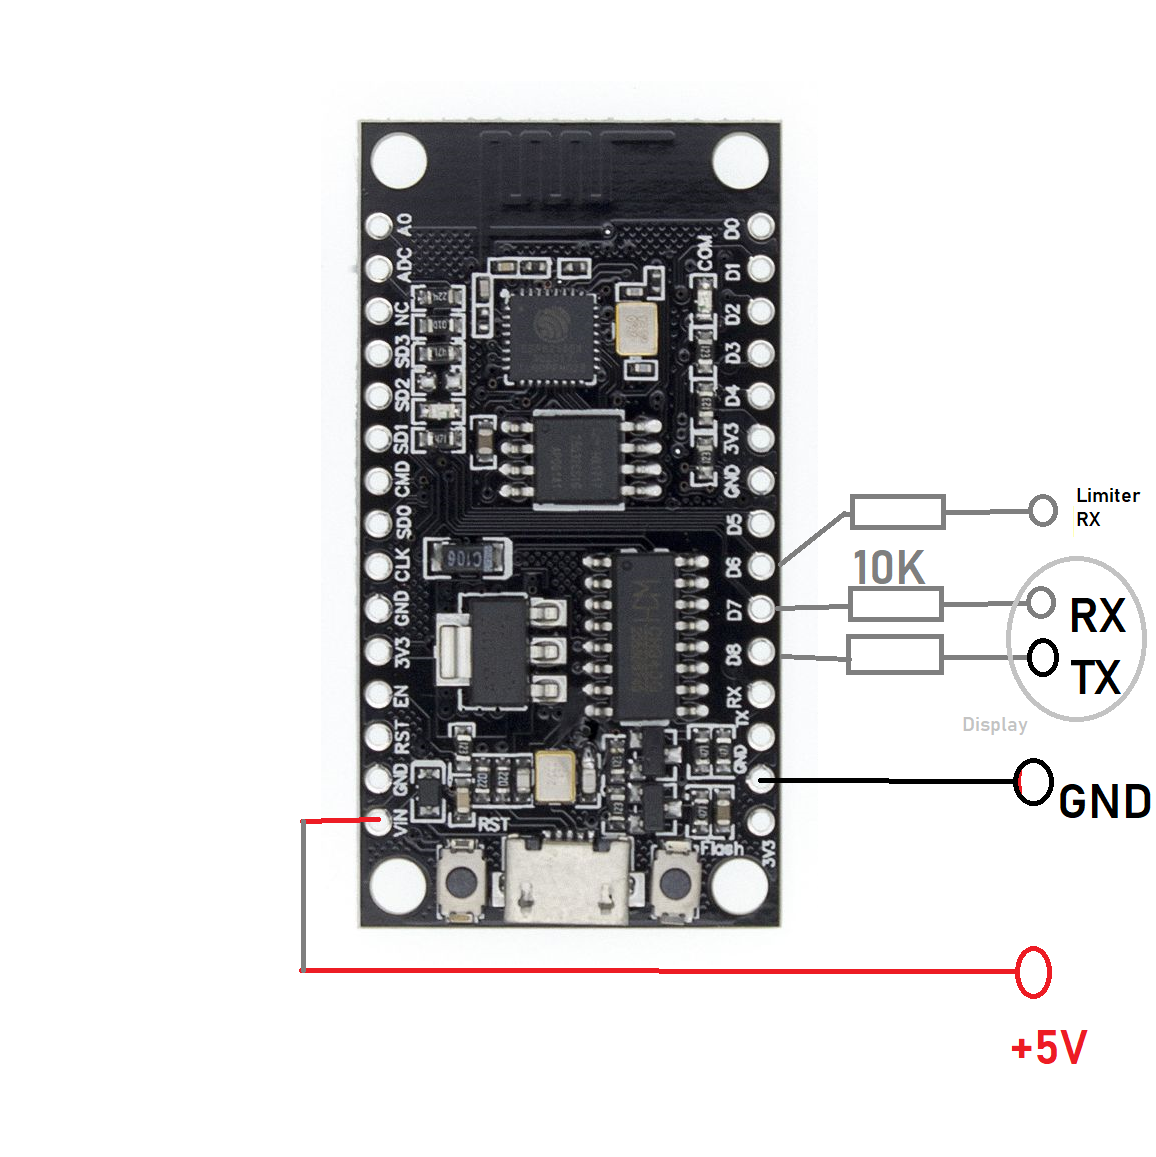 A0
ADC
NC
SD3
SD2
SD1
CMD
SD0
CLK
GND
3V3
EN
RST
GND
VIN
COM
D0
D1
D2
D3
D4
3V3
GND
D5
D6
D7
D8
RX
TX
GND
3V3
RST
Flash
C106
Limiter
RX
10K
RX
TX
Display
GND
+5V